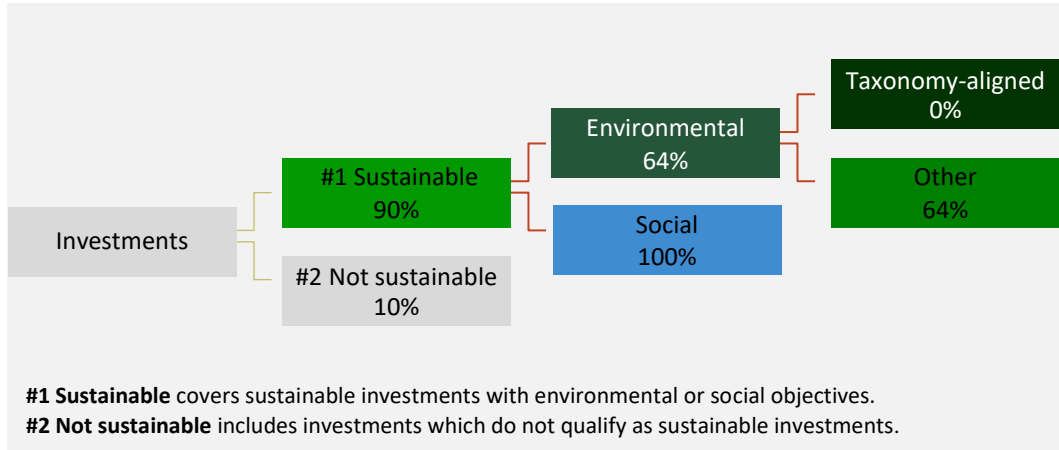 Investments
#1 Sustainable
90%
#2 Not sustainable
10%
Environmental
64%
Social
100%
Taxonomy-aligned
0%
Other
64%
#1 Sustainable covers sustainable investments with environmental or social objectives.
#2 Not sustainable includes investments which do not qualify as sustainable investments.